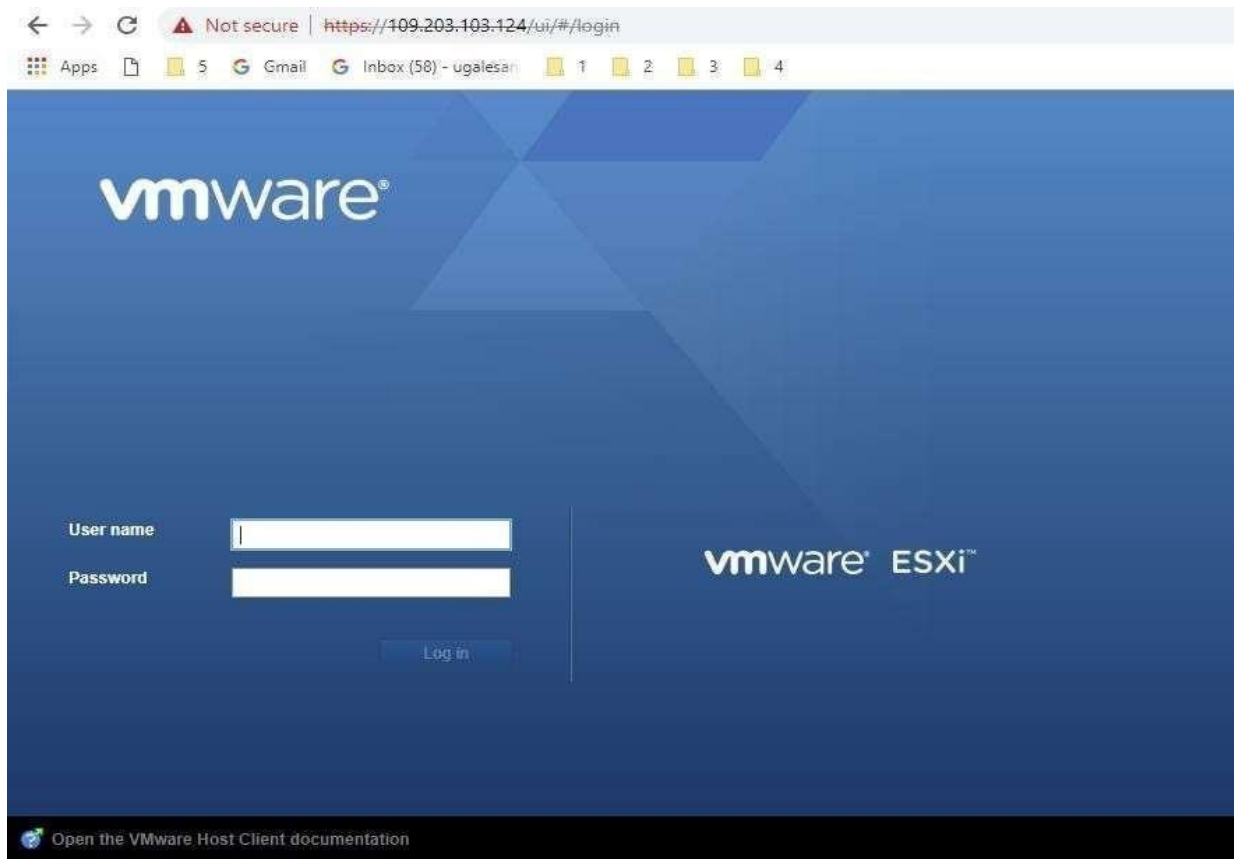 Not secure | https://109.203.103.124/ui/#/login
Apps 5 Gmail Inbox (58) - ugalesan 1 2 3 4
vmware®
User name
Password
vmware® ESXi™
Log in
Open the VMware Host Client documentation